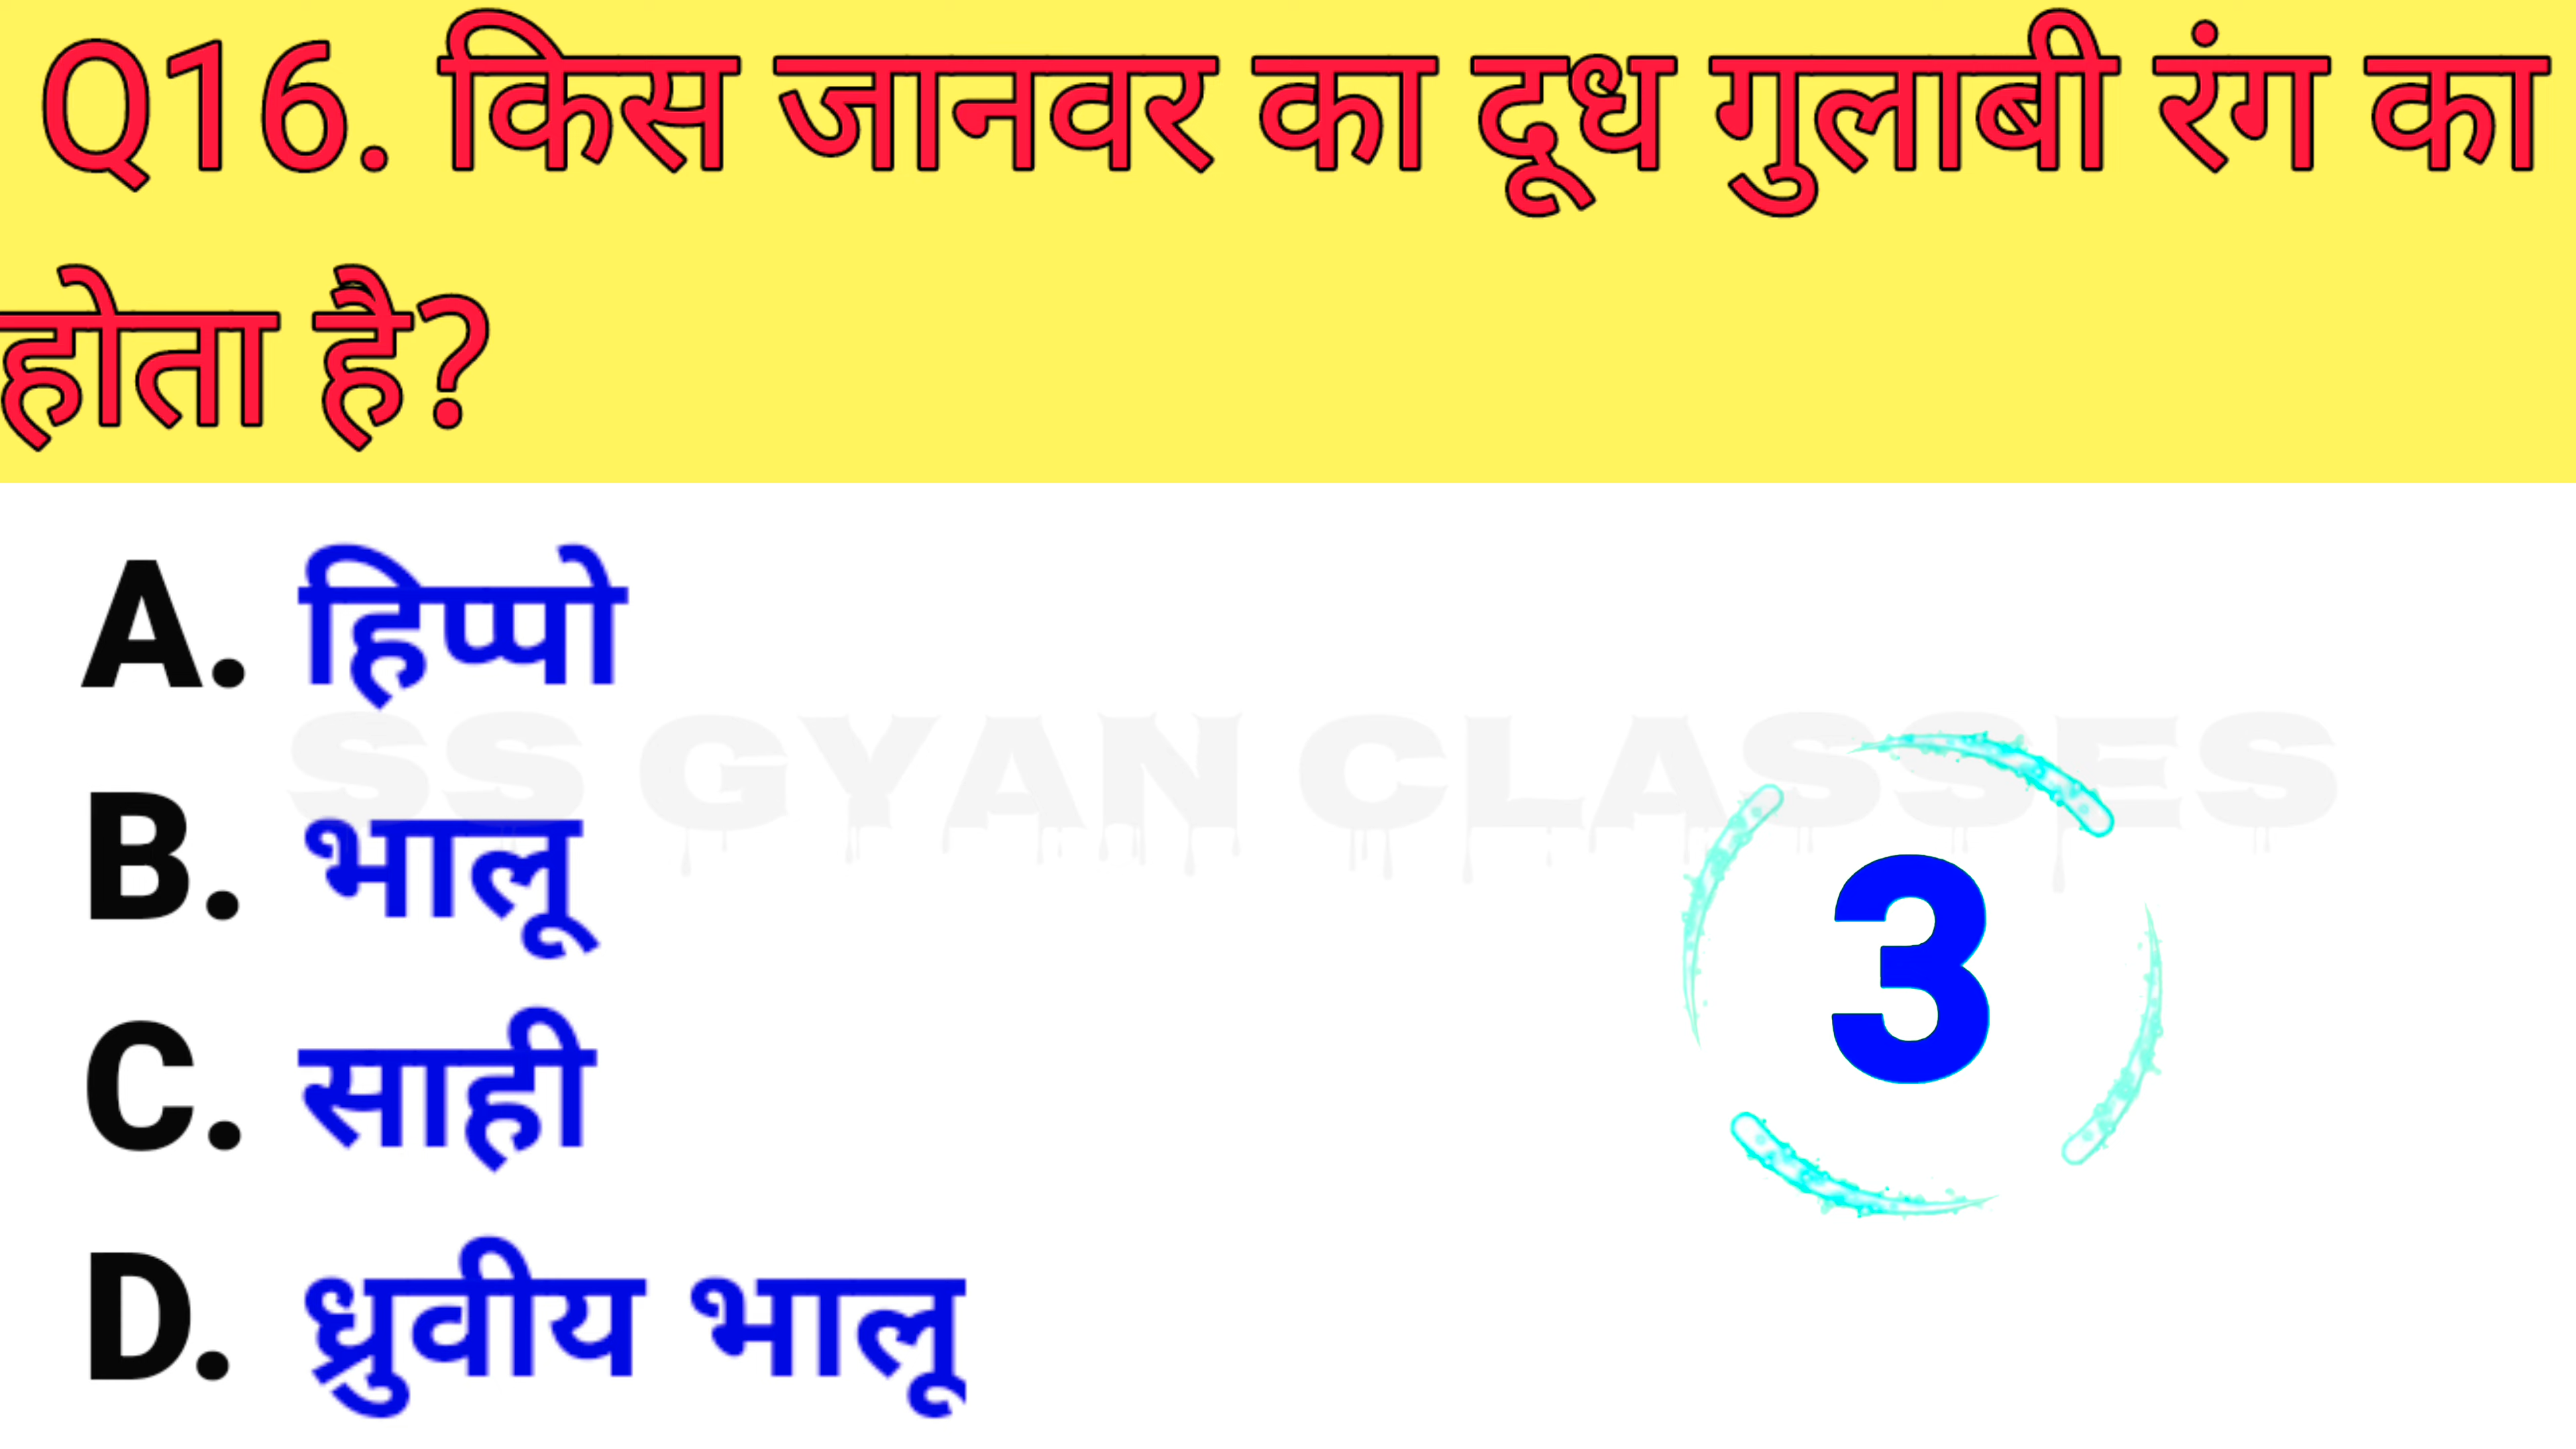 Q16. किस जानवर का दूध गुलाबी रंग का
होता है?
A. हिप्पो
SS GYAN CLASSES
B. भालू
3
C. साही
D. ध्रुवीय भालू